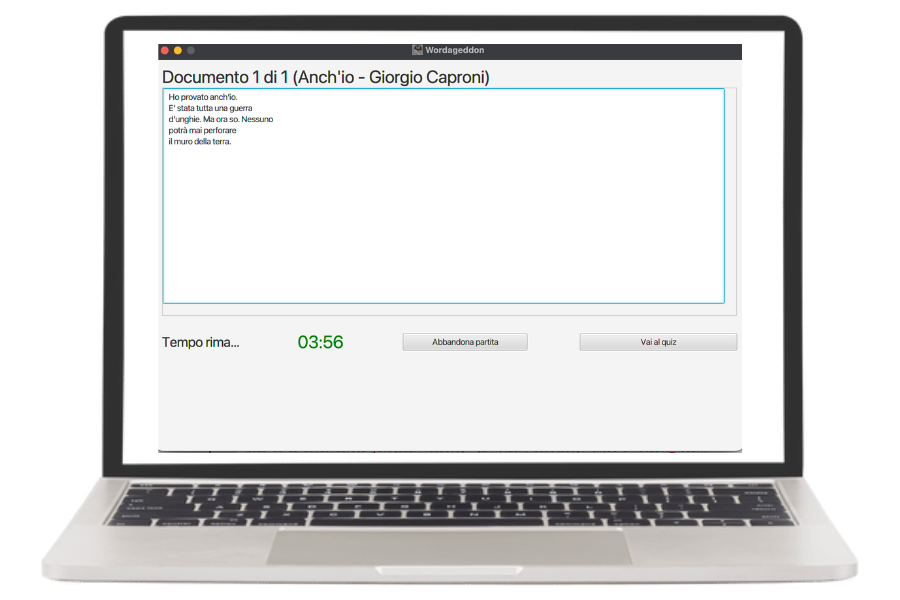 Wordageddon
Documento 1 di 1 (Anch'io - Giorgio Caproni)
Ho provato anch'io.
E' stata tutta una guerra
d'unghie. Ma ora so. Nessuno
potrà mai perforare
il muro della terra.
Tempo rima... 03:56 Abbandona partita Vai al quiz